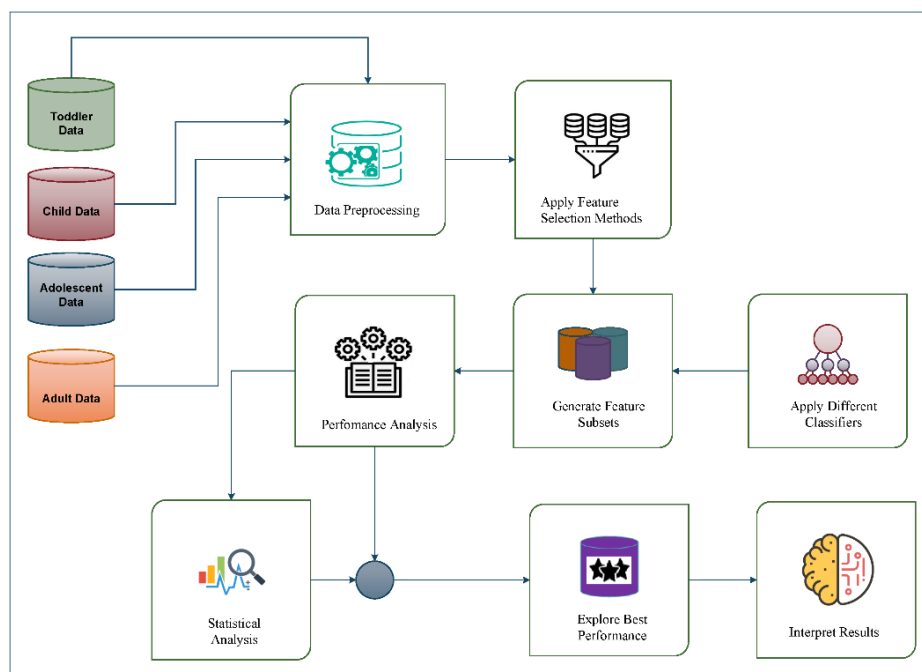 Toddler
Data
Child Data
Adolescent
Data
Adult Data
Data Preprocessing
Apply Feature
Selection Methods
Perfomance Analysis
Generate Feature
Subsets
Apply Different
Classifiers
Statistical
Analysis
Explore Best
Performance
Interpret Results